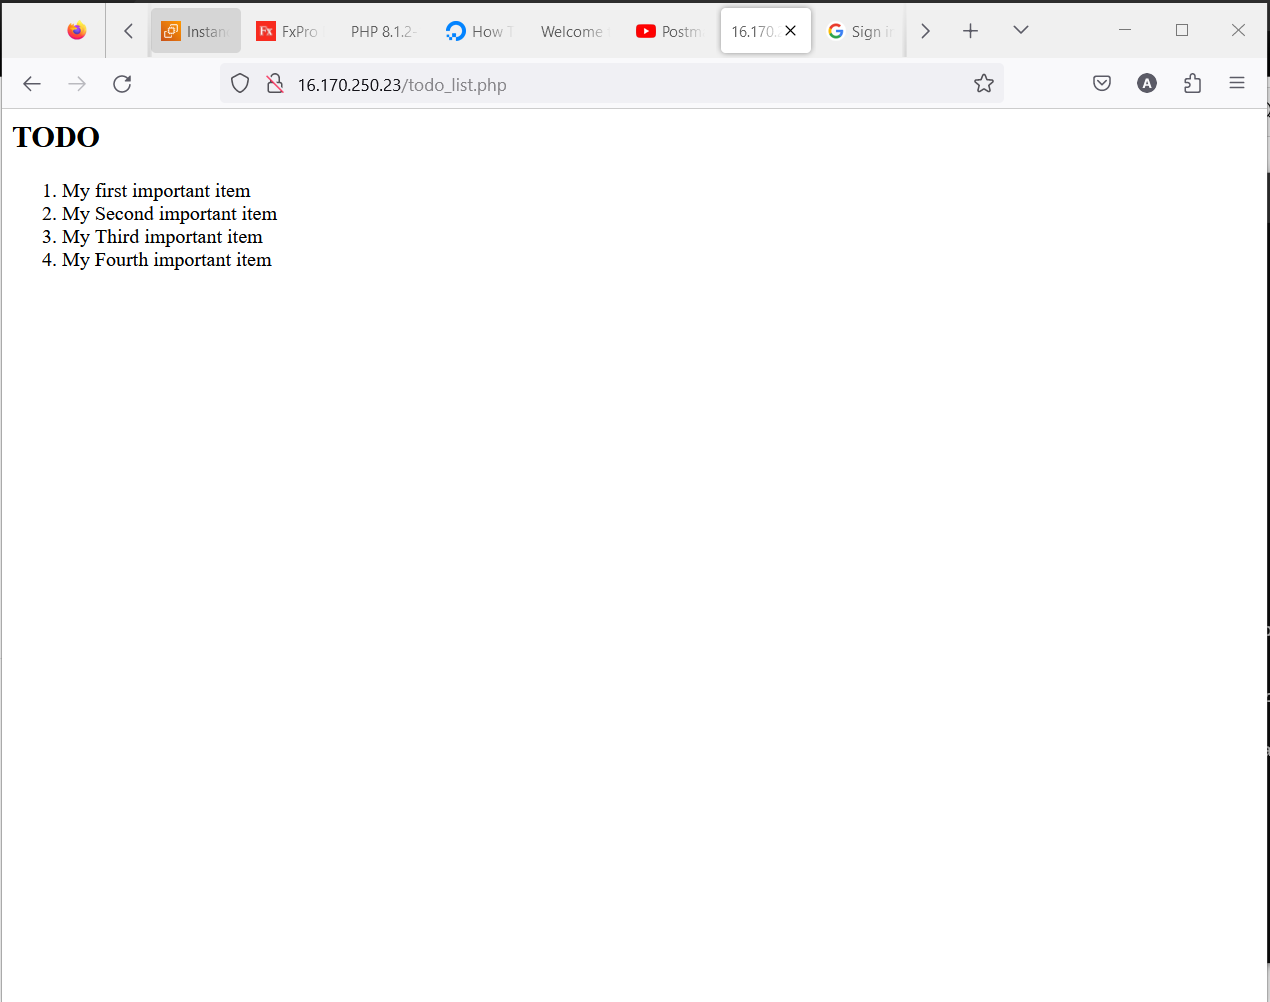 Instan
Fx FxPro
PHP 8.1.2-
How T
Welcome
Postm
16.170.
Sign in
16.170.250.23/todo_list.php
A
TODO
1. My first important item
2. My Second important item
3. My Third important item
4. My Fourth important item